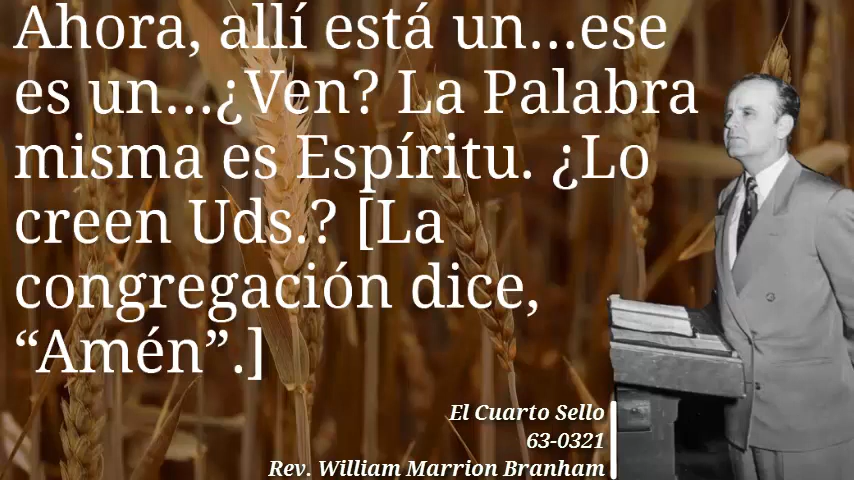 Ahora, allí está un...ese
es un...¿Ven? La Palabra
misma es Espíritu. ¿Lo
creen Uds.? [La
congregación dice,
“Amén”.]
El Cuarto Sello
63-0321
Rev. William Marrion Branham